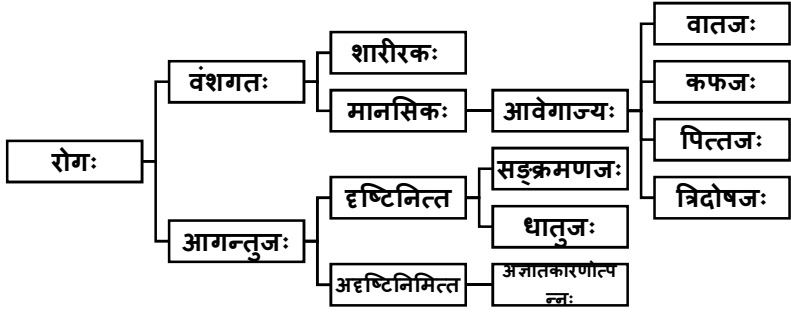 रोगः
वंशगतः
शारीरकः
मानसिकः
आवेगाज्यः
वातजः
कफजः
पित्तजः
त्रिदोषजः
आगन्तुजः
दृष्टिनित्त
सङ्क्रमणजः
धातुजः
अदृष्टिनिमित्त
अज्ञातकारणोत्प
न्नः